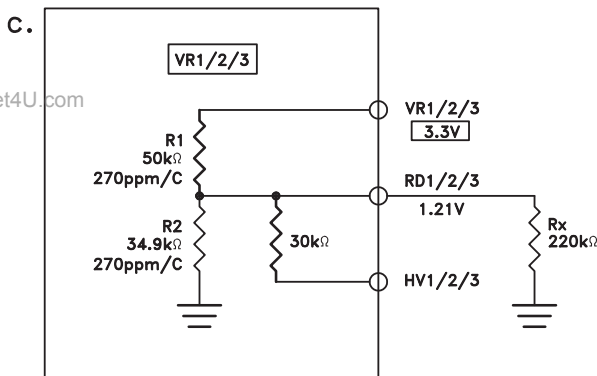 C.
VR1/2/3
et4U.com
VR1/2/3
3.3V
R1
50kΩ
270ppm/C
RD1/2/3
1.21V
R2
34.9kΩ
270ppm/C
30kΩ
Rx
220kΩ
HV1/2/3